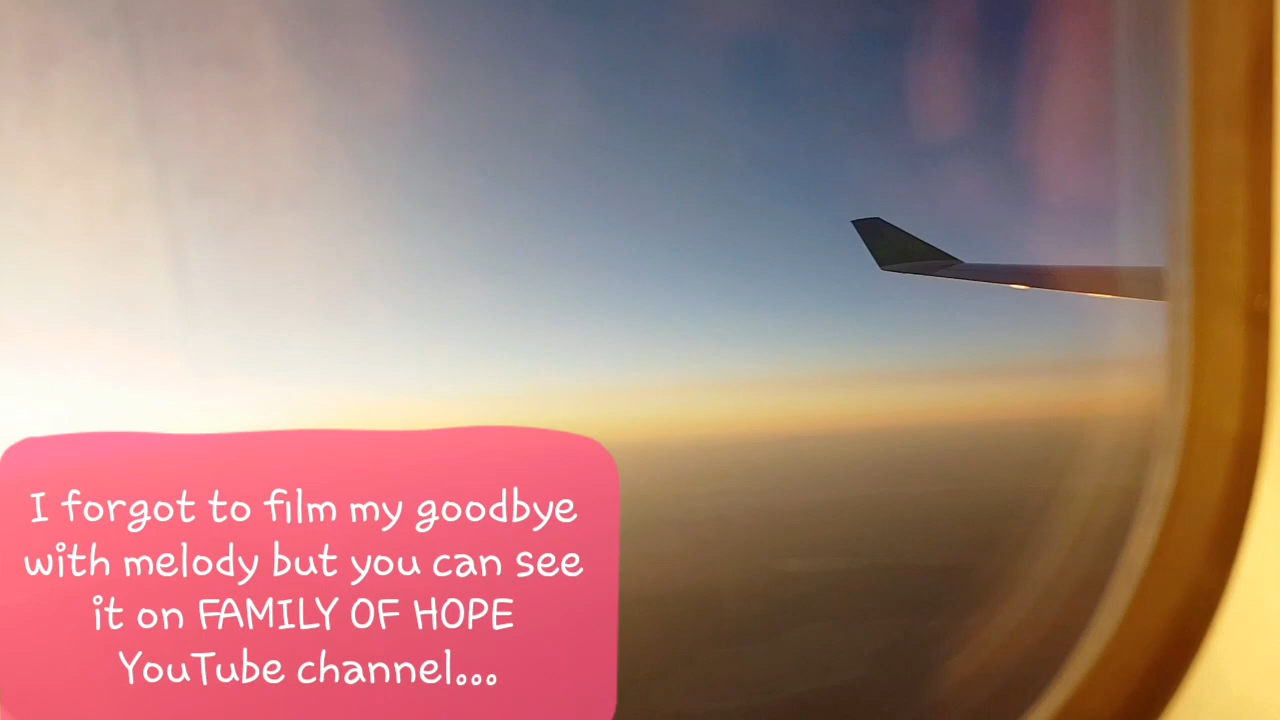 I forgot to film my goodbye
with melody but you can see
it on FAMILY OF HOPE
YouTube channel...